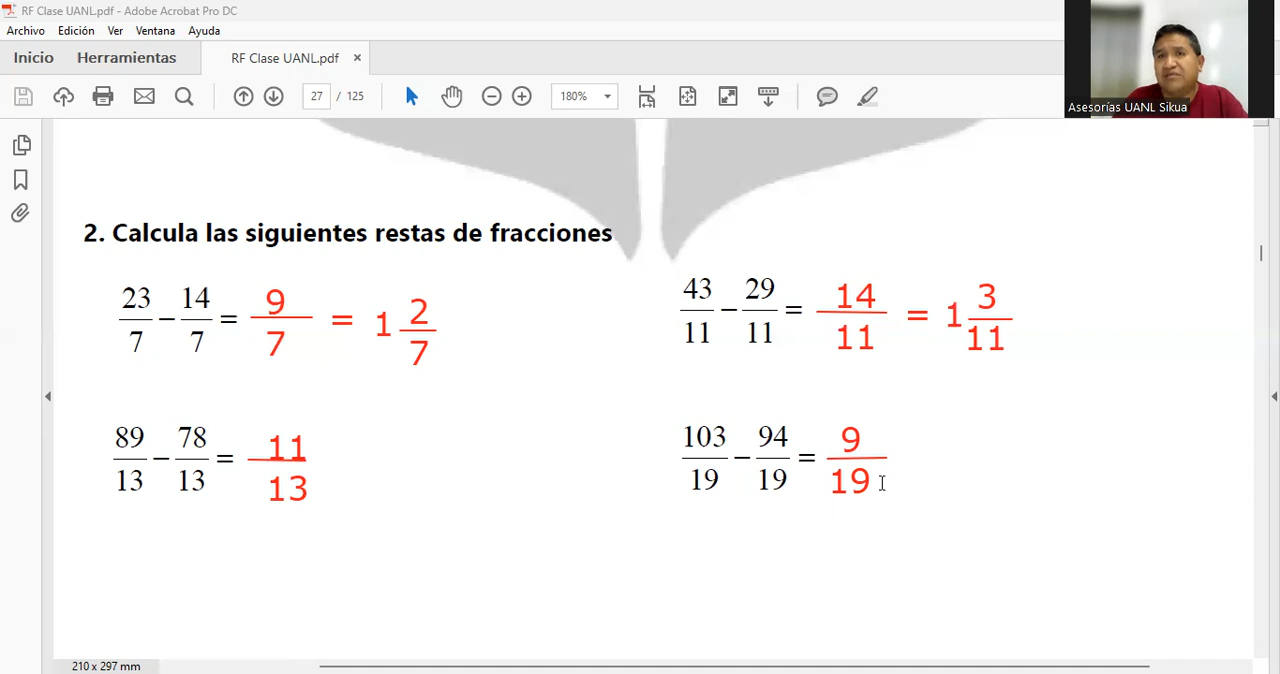 RF Clase UANL.pdf - Adobe Acrobat Pro DC
Archivo Edición Ver Ventana Ayuda
Inicio Herramientas RF Clase UANL.pdf ×
27 / 125 180%
Asesorías UANL Sikua
2. Calcula las siguientes restas de fracciones
23/7 − 14/7 = 9/7 = 1 2/7
43/11 − 29/11 = 14/11 = 1 3/11
89/13 − 78/13 = 11/13
103/19 − 94/19 = 9/19
210 x 297 mm